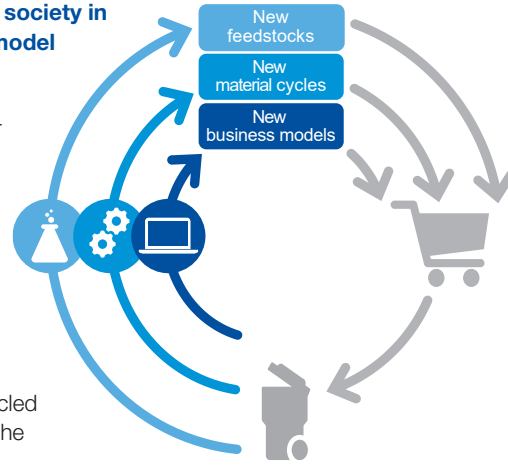 society in
model
New
feedstocks
New
material cycles
New
business models
cled
he